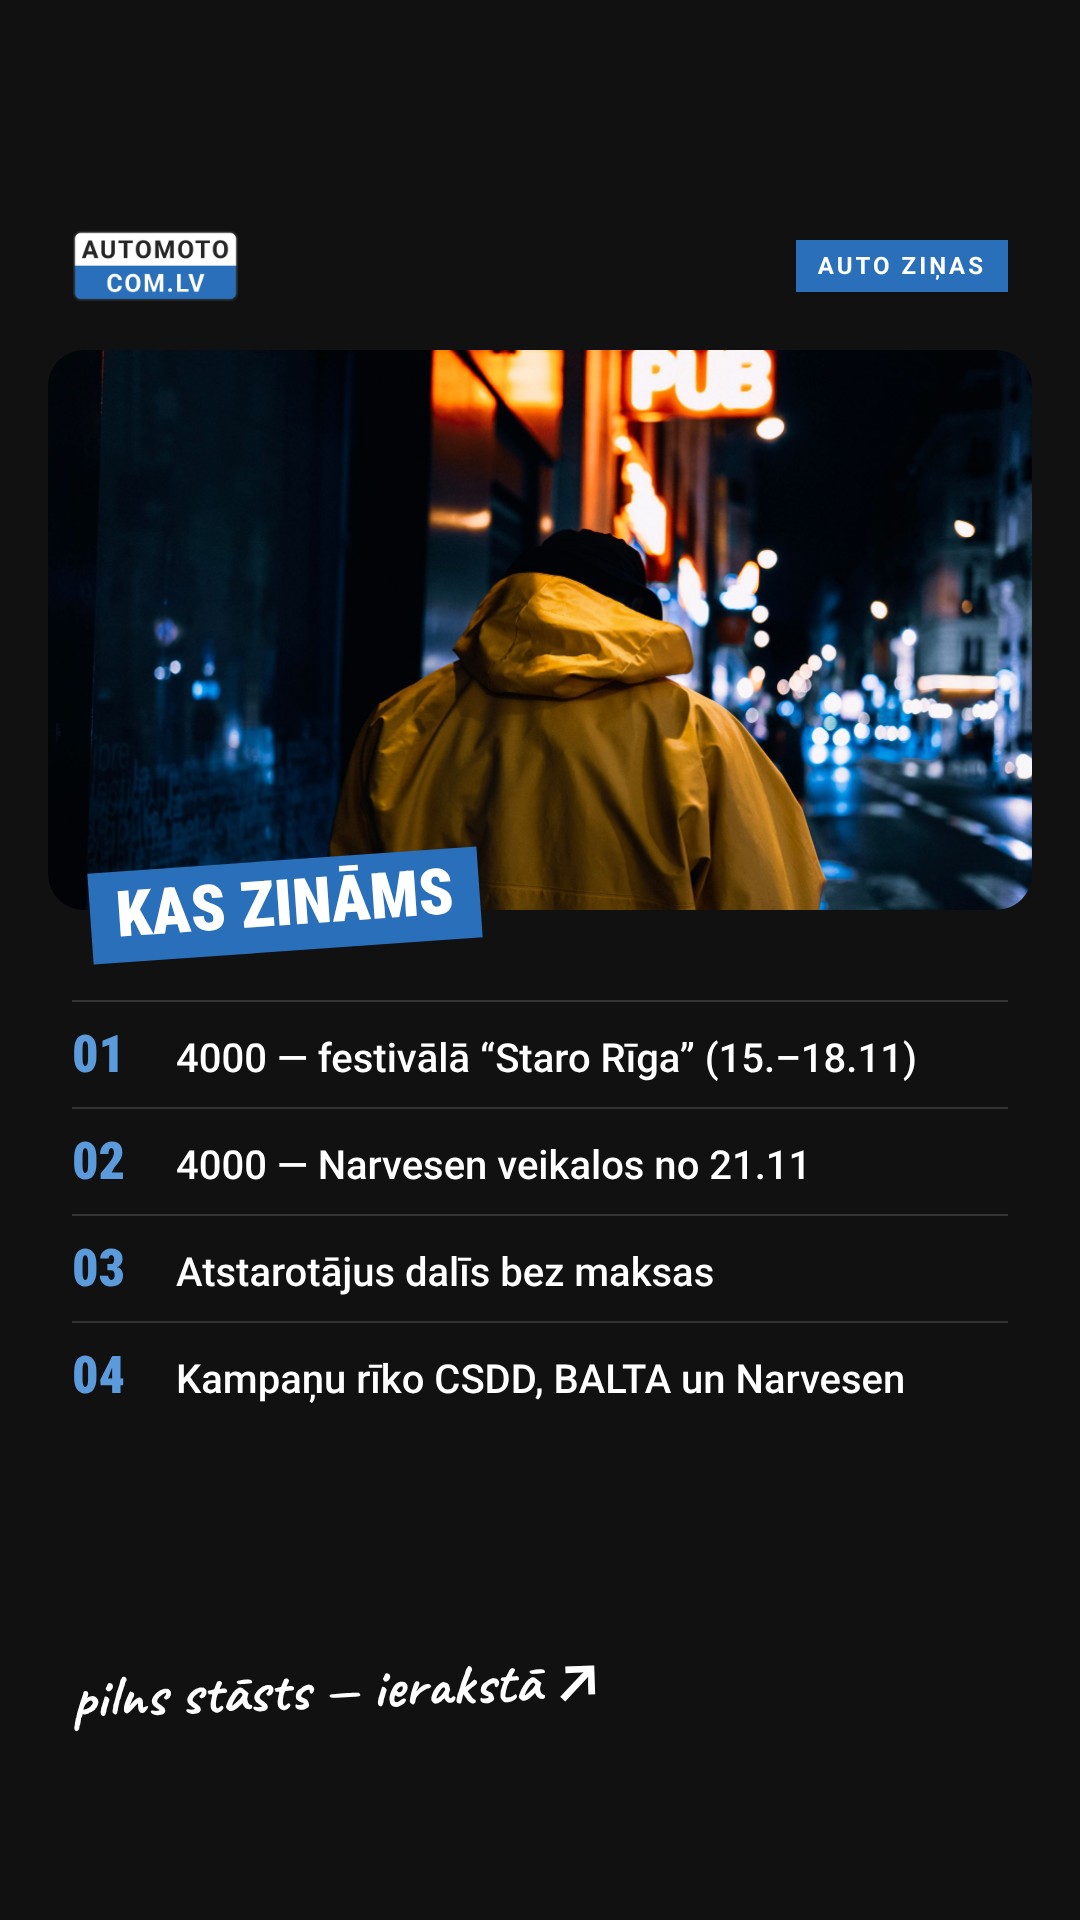 AUTOMOTO
COM.LV
AUTO ZIŅAS
PUB
KAS ZINĀMS
01 4000 — festivālā “Staro Rīga” (15.–18.11)
02 4000 — Narvesen veikalos no 21.11
03 Atstarotājus dalīs bez maksas
04 Kampaņu rīko CSDD, BALTA un Narvesen
pilns stāsts — ierakstā ↗